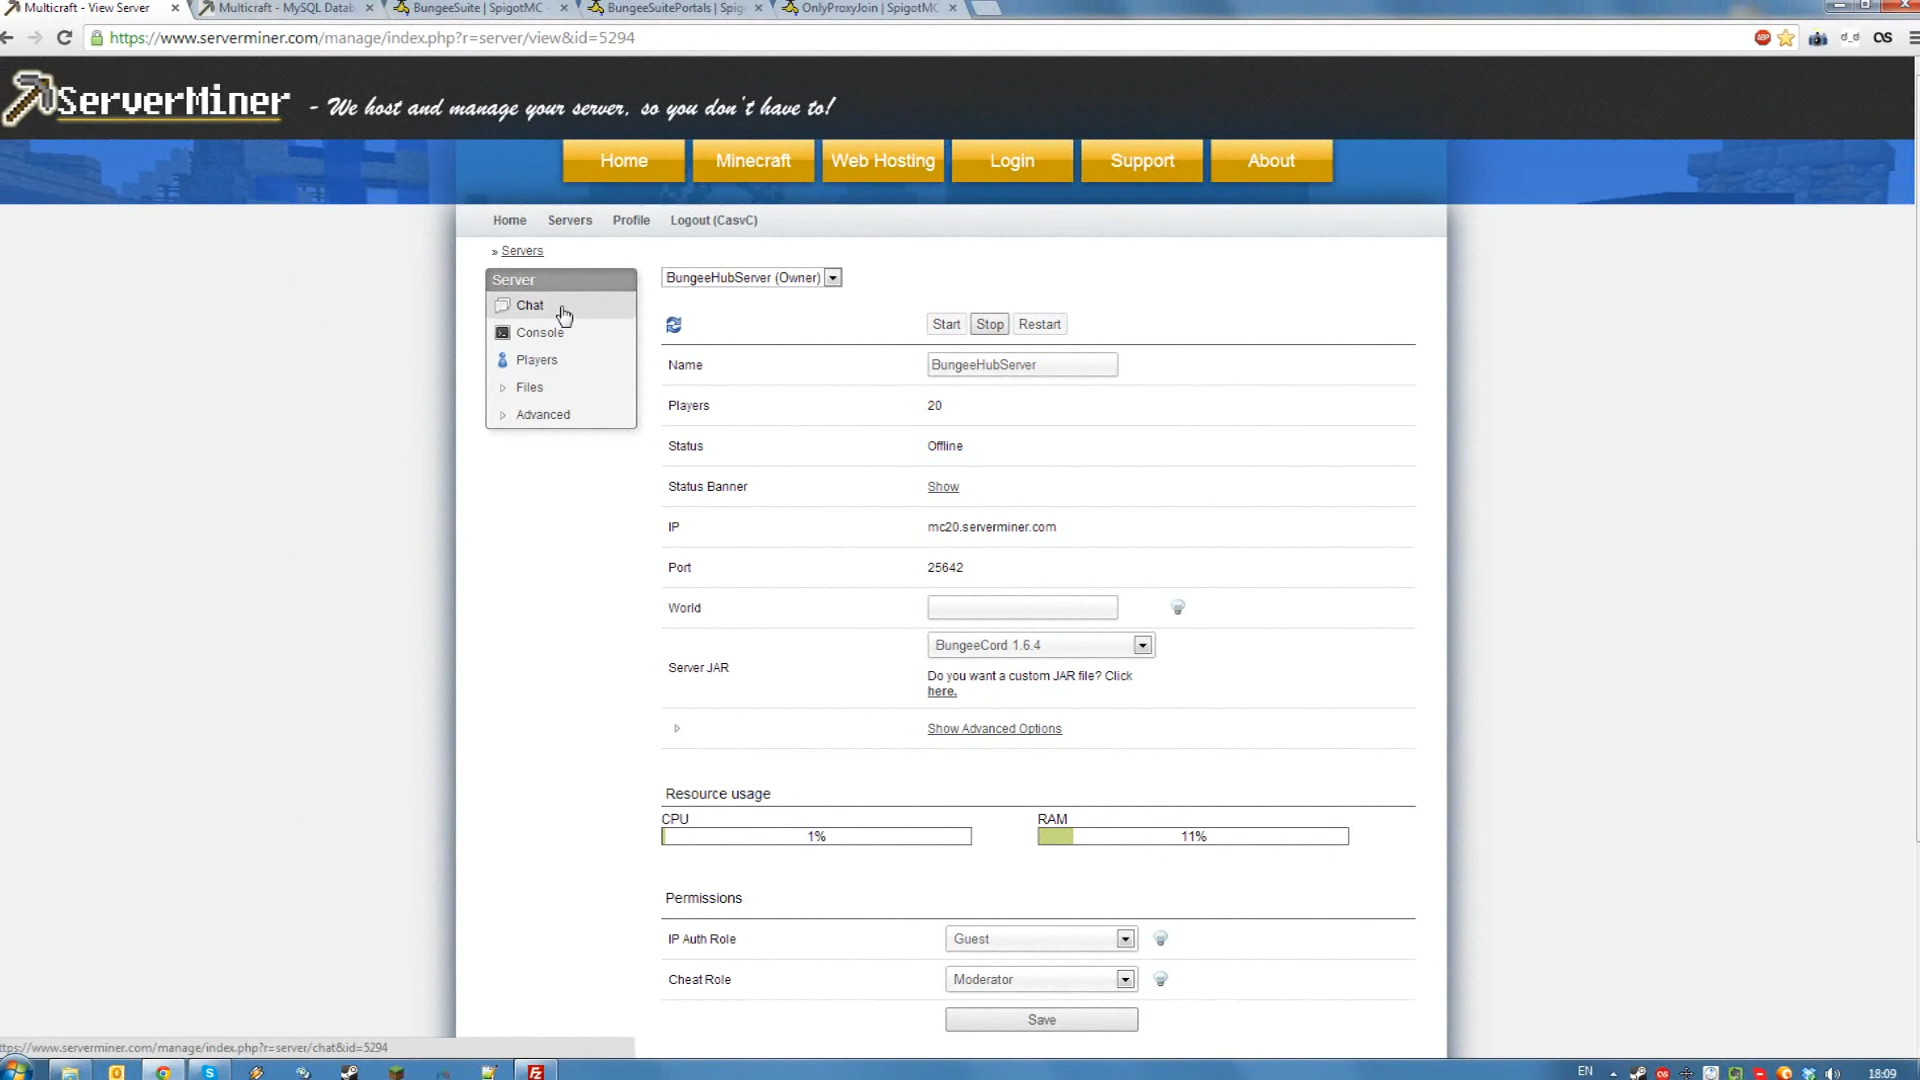 Multicraft - View Server
Multicraft - MySQL Datab
BungeeSuite | SpigotMC -
BungeeSuitePortals | Spig
OnlyProxyJoin | SpigotMC
https://www.serverminer.com/manage/index.php?r=server/view&id=5294
ABP
ServerMiner - We host and manage your server, so you don't have to!
Home
Minecraft
Web Hosting
Login
Support
About
Home
Servers
Profile
Logout (CasvC)
» Servers
Server
Chat
Console
Players
Files
Advanced
BungeeHubServer (Owner)
Start
Stop
Restart
Name
BungeeHubServer
Players
20
Status
Offline
Status Banner
Show
IP
mc20.serverminer.com
Port
25642
World
Server JAR
BungeeCord 1.6.4
Do you want a custom JAR file? Click
here.
Show Advanced Options
Resource usage
CPU
1%
RAM
11%
Permissions
IP Auth Role
Guest
Cheat Role
Moderator
Save
ttps://www.serverminer.com/manage/index.php?r=server/chat&id=5294
EN
18:09